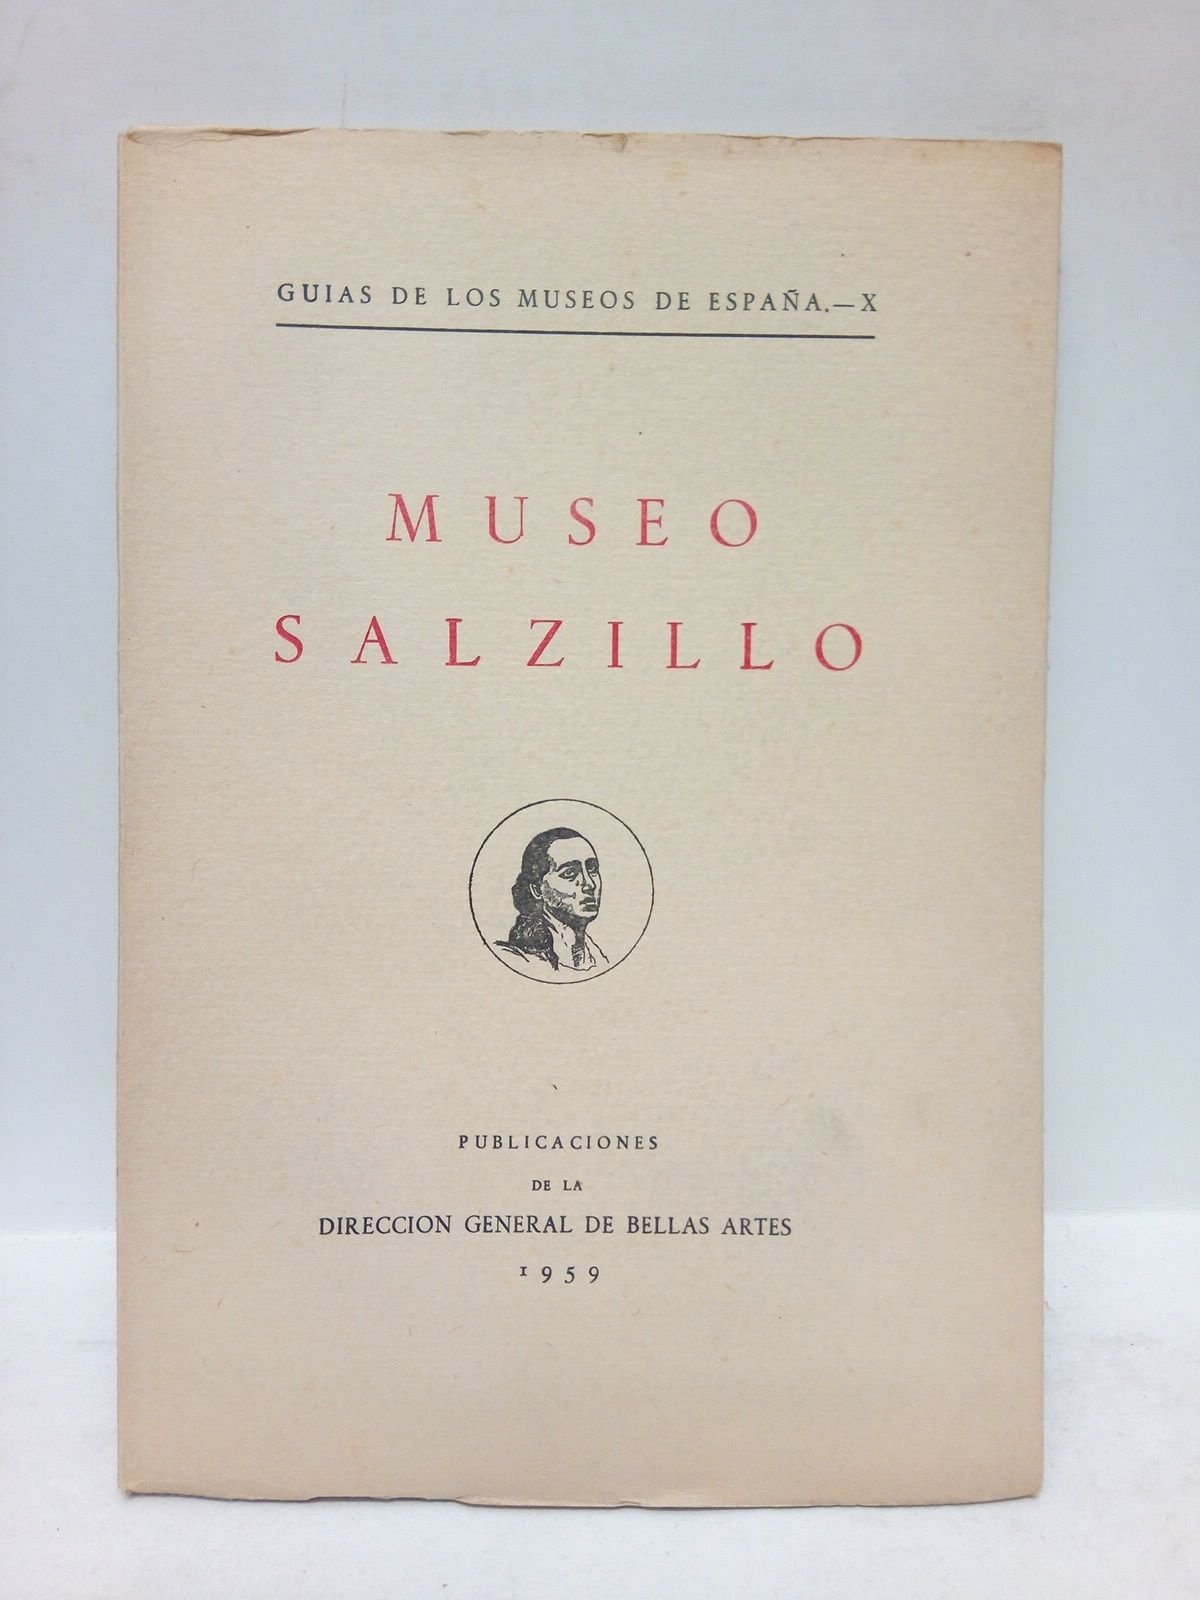 GUIAS DE LOS MUSEOS DE ESPAÑA.—X
MUSEO
SALZILLO
PUBLICACIONES
DE LA
DIRECCION GENERAL DE BELLAS ARTES
1959